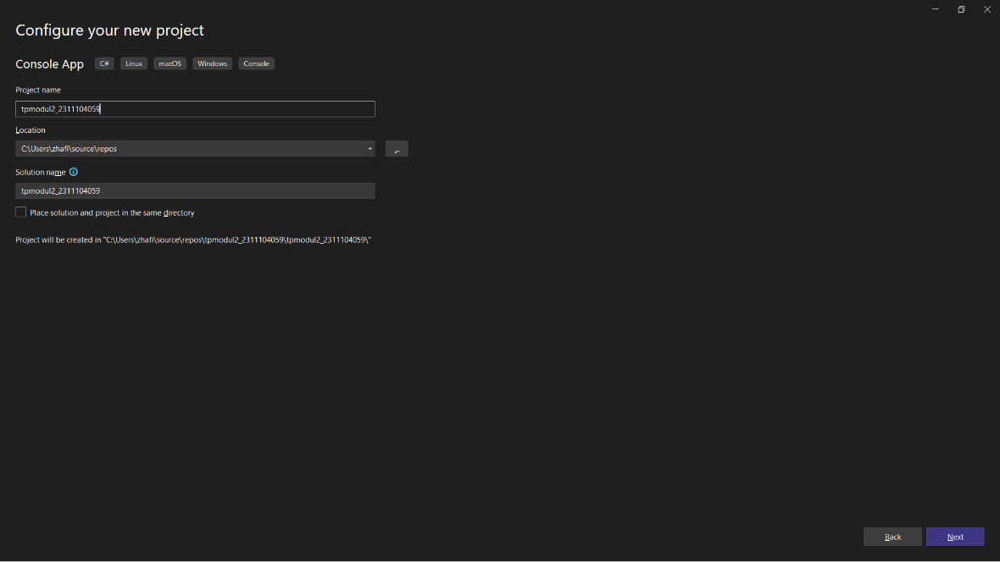 Configure your new project
Console App C# Linux macOS Windows Console
Project name
tpmodul2_2311104059
Location
C:\Users\zhafi\source\repos
...
Solution name
tpmodul2_2311104059
Place solution and project in the same directory
Project will be created in "C:\Users\zhafi\source\repos\tpmodul2_2311104059\tpmodul2_2311104059\"
Back Next